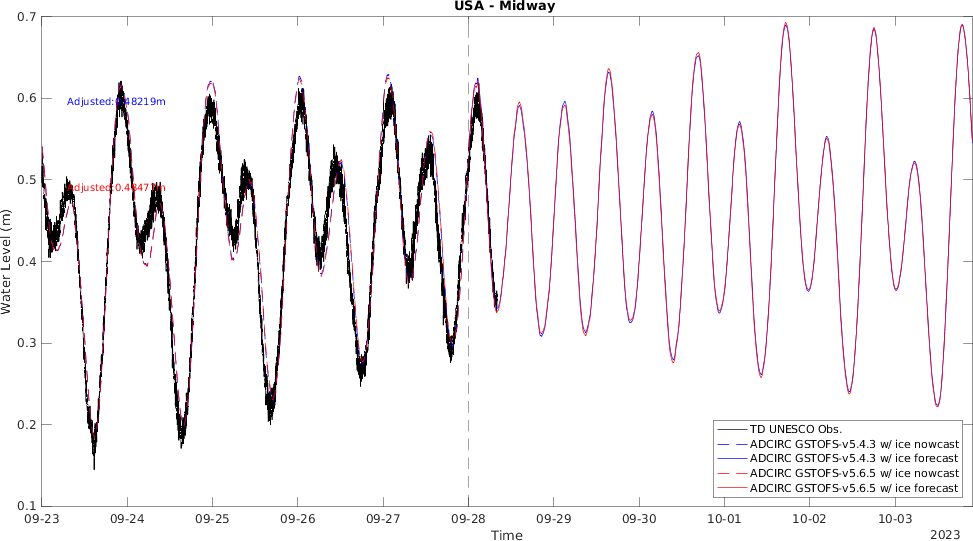 USA - Midway
0.7
0.6
0.5
0.4
0.3
0.2
0.1
Water Level (m)
Adjusted:0.48219m
TD UNESCO Obs.
ADCIRC GSTOFS-v5.4.3 w/ ice nowcast
ADCIRC GSTOFS-v5.4.3 w/ ice forecast
ADCIRC GSTOFS-v5.6.5 w/ ice nowcast
ADCIRC GSTOFS-v5.6.5 w/ ice forecast
09-23 09-24 09-25 09-26 09-27 09-28 09-29 09-30 10-01 10-02 10-03
Time
2023